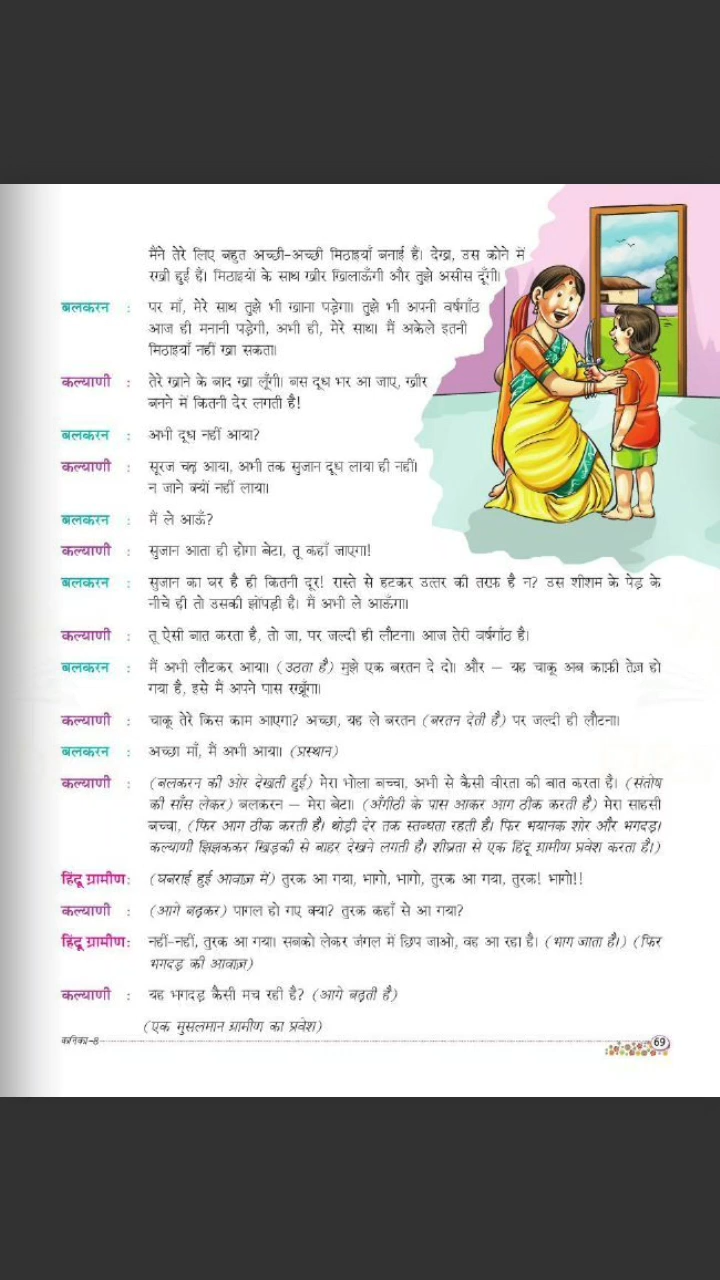 मैंने तेरे लिए बहुत अच्छी-अच्छी मिठाइयाँ बनाई हैं। देख, उस कोने में
रखी हुई हैं। मिठाइयों के साथ खीर खिलाऊँगी और तुझे असीस दूँगी।
बलकरन : पर माँ, मेरे साथ तुझे भी खाना पड़ेगा। तुझे भी अपनी वर्षगाँठ
आज ही मनानी पड़ेगी, अभी ही, मेरे साथ। मैं अकेले इतनी
मिठाइयाँ नहीं खा सकता।
कल्याणी : तेरे खाने के बाद खा लूँगी। बस दूध भर आ जाए, खीर
बनने में कितनी देर लगती है!
बलकरन : अभी दूध नहीं आया?
कल्याणी : सूरज चढ़ आया, अभी तक सुजान दूध लाया ही नहीं।
न जाने क्यों नहीं लाया।
बलकरन : मैं ले आऊँ?
कल्याणी : सुजान आता ही होगा बेटा, तू कहाँ जाएगा!
बलकरन : सुजान का घर है ही कितनी दूर! रास्ते से हटकर उत्तर की तरफ़ है न? उस शीशम के पेड़ के
नीचे ही तो उसकी झोंपड़ी है। मैं अभी ले आऊँगा।
कल्याणी : तू ऐसी बात करता है, तो जा, पर जल्दी ही लौटना। आज तेरी वर्षगाँठ है।
बलकरन : मैं अभी लौटकर आया। (उठता है) मुझे एक बरतन दे दो। और – यह चाकू अब काफ़ी तेज़ हो
गया है, इसे मैं अपने पास रखूँगा।
कल्याणी : चाकू तेरे किस काम आएगा? अच्छा, यह ले बरतन (बरतन देती है) पर जल्दी ही लौटना।
बलकरन : अच्छा माँ, मैं अभी आया। (प्रस्थान)
कल्याणी : (बलकरन की ओर देखती हुई) मेरा भोला बच्चा, अभी से कैसी वीरता की बात करता है। (संतोष
की साँस लेकर) बलकरन – मेरा बेटा। (अँगीठी के पास आकर आग ठीक करती है) मेरा साहसी
बच्चा, (फिर आग ठीक करती है। थोड़ी देर तक स्तब्धता रहती है। फिर भयानक शोर और भगदड़।
कल्याणी झिझककर खिड़की से बाहर देखने लगती है। शीघ्रता से एक हिंदू ग्रामीण प्रवेश करता है।)
हिंदू ग्रामीण: (घबराई हुई आवाज़ में) तुरक आ गया, भागो, भागो, तुरक आ गया, तुरक! भागो!!
कल्याणी : (आगे बढ़कर) पागल हो गए क्या? तुरक कहाँ से आ गया?
हिंदू ग्रामीण: नहीं-नहीं, तुरक आ गया। सबको लेकर जंगल में छिप जाओ, वह आ रहा है। (भाग जाता है।) (फिर
भगदड़ की आवाज़)
कल्याणी : यह भगदड़ कैसी मच रही है? (आगे बढ़ती है)
(एक मुसलमान ग्रामीण का प्रवेश)
कनिका-8
69